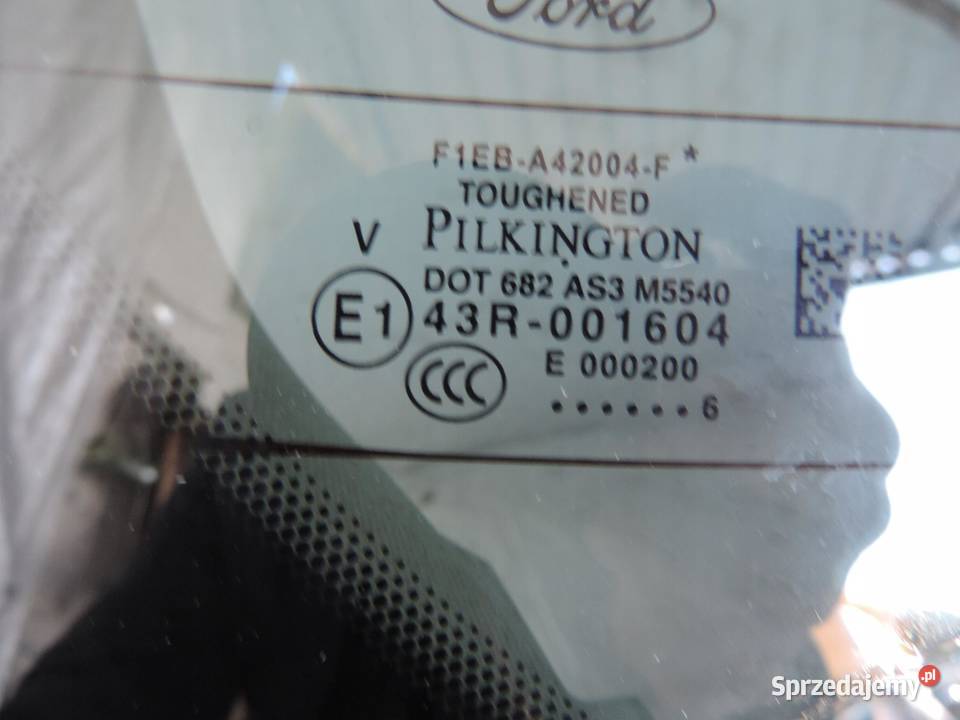 Ford
F1EB-A42004-F *
TOUGHENED
V PILKINGTON
DOT 682 AS3 M5540
E1 43R-001604
E 000200
CCC
......6
Sprzedajemy.pl